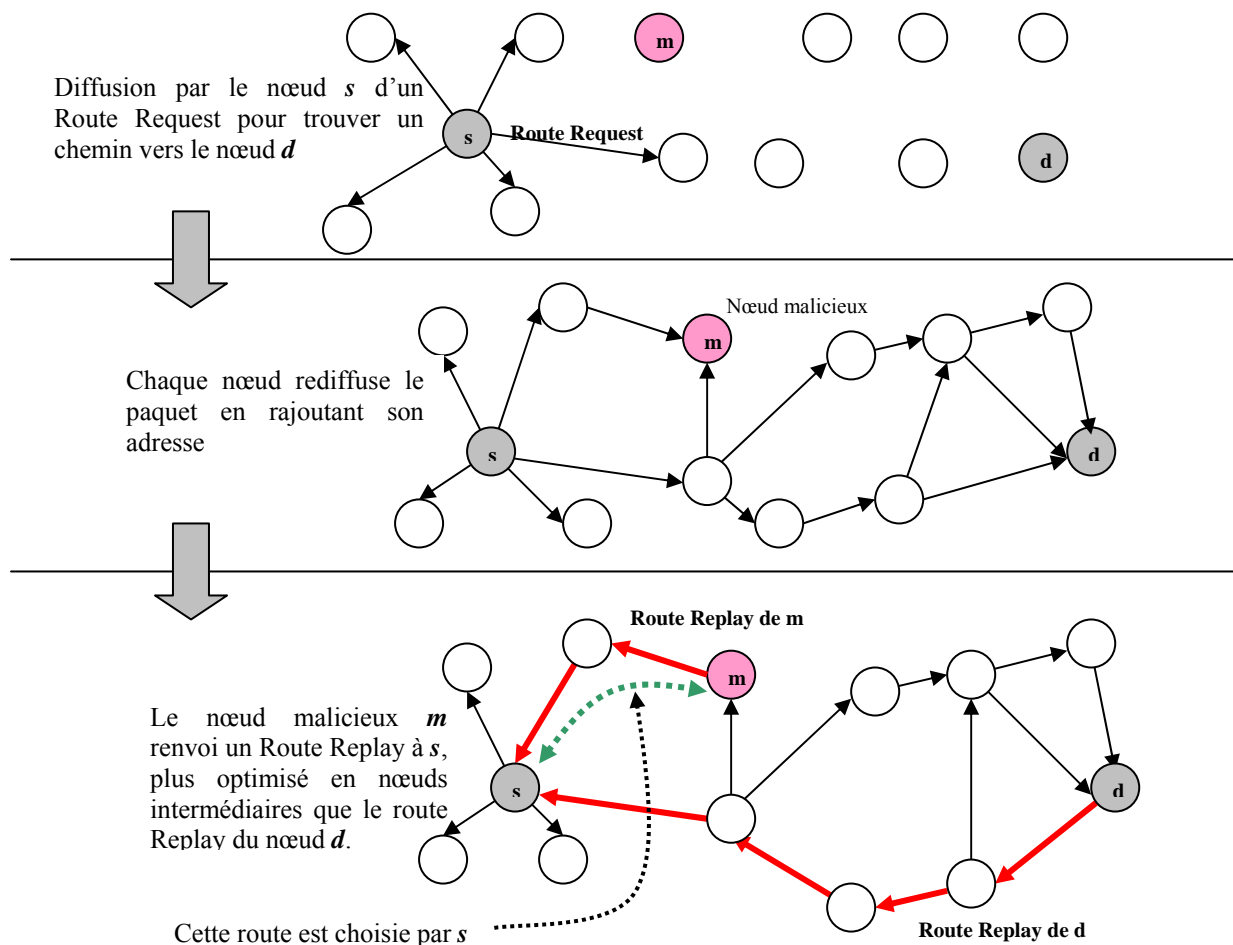 m
Diffusion par le nœud s d'un
Route Request pour trouver un
chemin vers le nœud d
s
Route Request
d
Nœud malicieux
m
Chaque nœud rediffuse le
paquet en rajoutant son
adresse
s
d
Route Replay de m
m
Le nœud malicieux m
renvoi un Route Replay à s,
plus optimisé en nœuds
intermédiaires que le route
Replay du nœud d.
s
d
Cette route est choisie par s
Route Replay de d